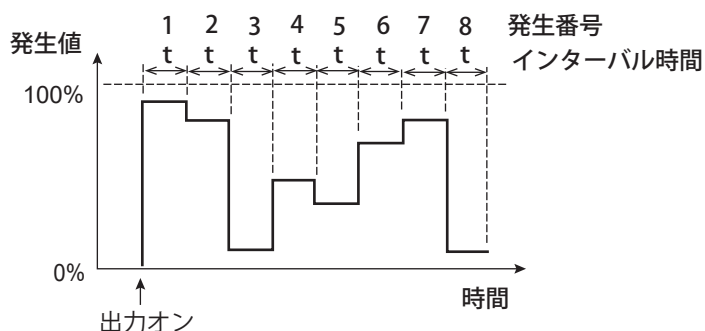 1 2 3 4 5 6 7 8 発生番号
発生値 t t t t t t t t インターバル時間
100%
0%
時間
出力オン